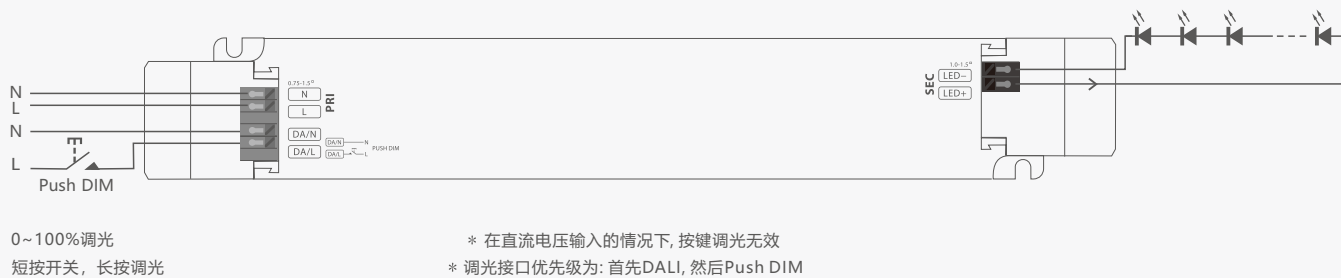 N
L
N
L
Push DIM
0.75-1.5□
N
L
PRI
DA/N
DA/L
DA/N
N
DA/L
L
PUSH DIM
SEC
1.0-1.5□
LED-
LED+
0~100%调光
短按开关，长按调光
* 在直流电压输入的情况下, 按键调光无效
* 调光接口优先级为: 首先DALI, 然后Push DIM